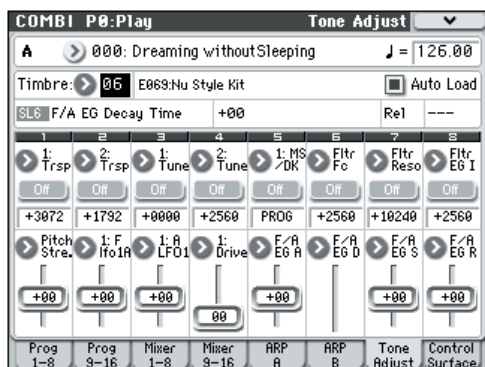 COMBI P0:Play Tone Adjust
A 000: Dreaming withoutSleeping ♩= 126.00
Timbre: 06 E069:Nu Style Kit Auto Load
SL6 F/A EG Decay Time +00 Rel ---
1 2 3 4 5 6 7 8
1: Trsp 2: Trsp 1: Tune 2: Tune 1: MS /DK Fltr Fc Fltr Reso Fltr EG I
Off Off Off Off Off Off Off Off
+3072 +1792 +0000 +2560 PROG +2560 +10240 +2560
Pitch Stre. 1: F lfo1A 1: A LFO1 1: Drive F/A EG A F/A EG D F/A EG S F/A EG R
+00 +00 +00 00 +00 +00 +00
Prog 1-8 Prog 9-16 Mixer 1-8 Mixer 9-16 ARP A ARP B Tone Adjust Control Surface